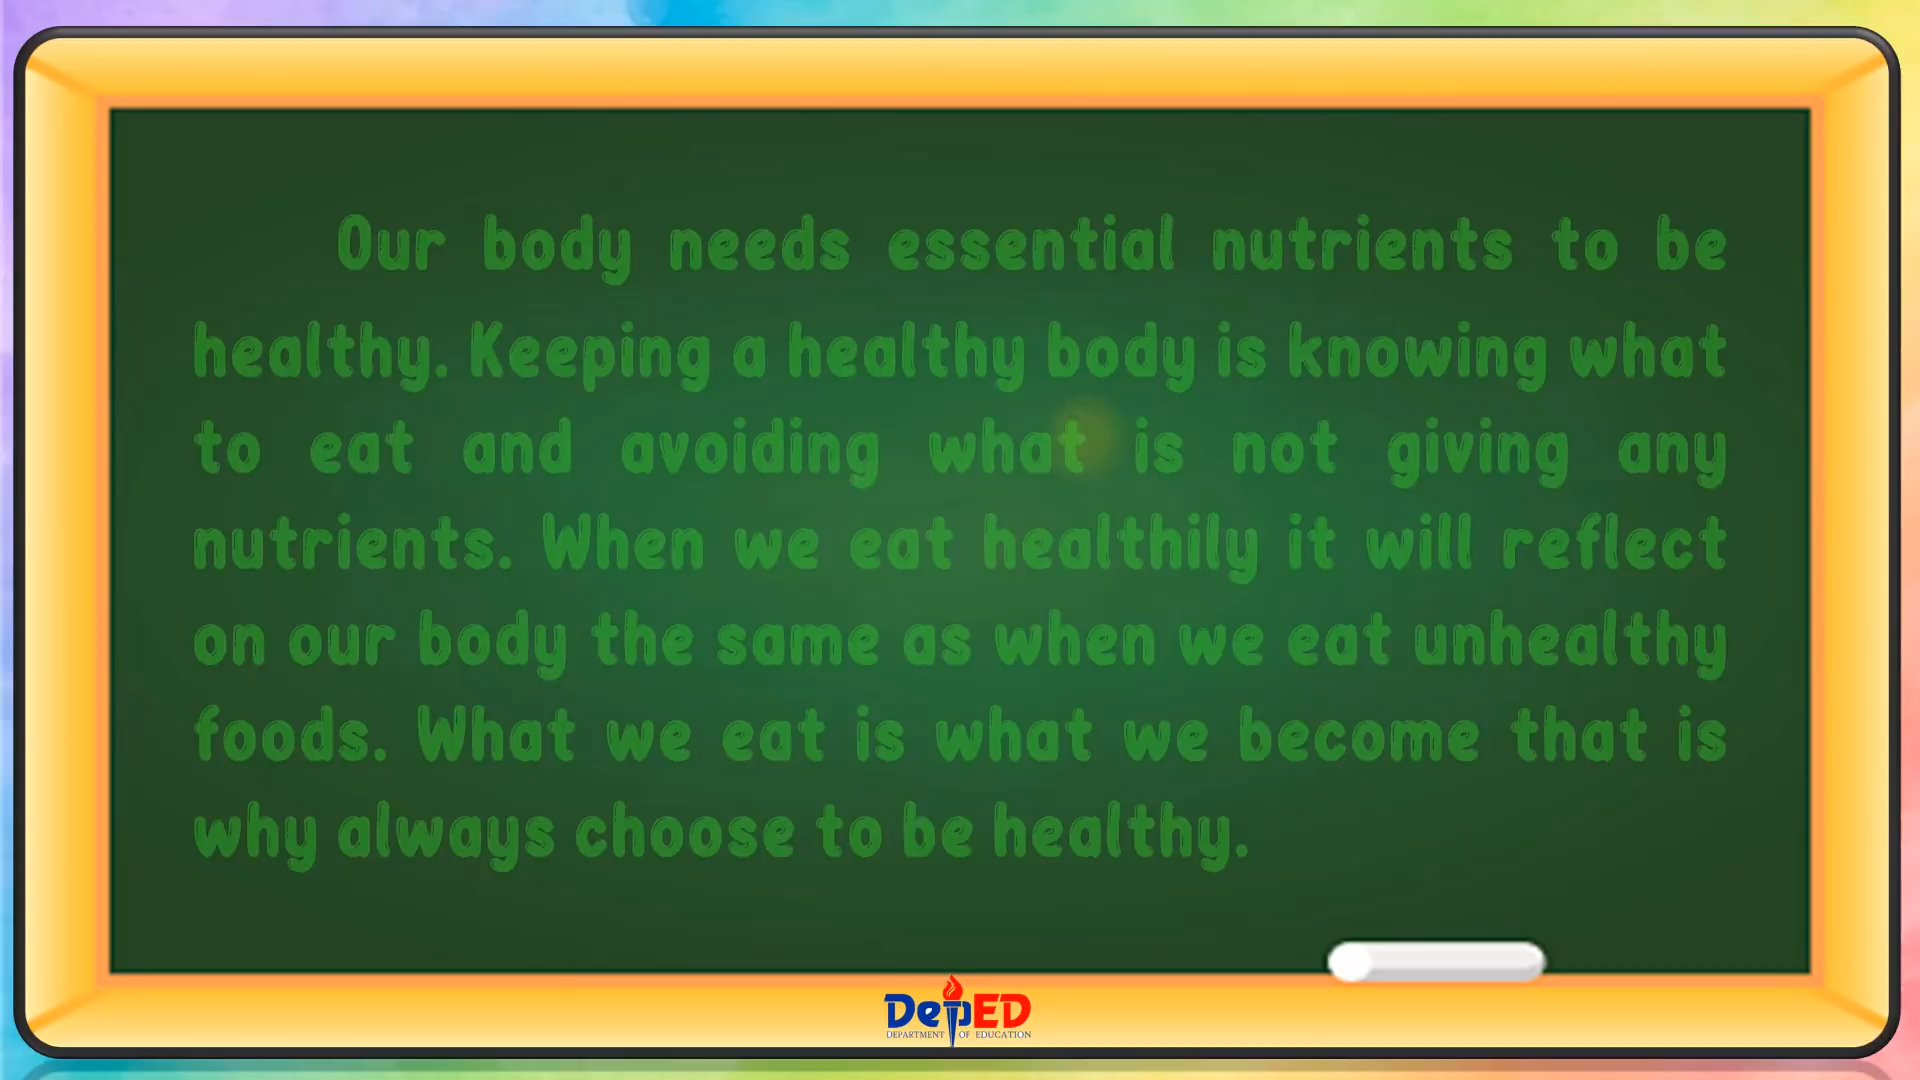 Our body needs essential nutrients to be
healthy. Keeping a healthy body is knowing what
to eat and avoiding what is not giving any
nutrients. When we eat healthily it will reflect
on our body the same as when we eat unhealthy
foods. What we eat is what we become that is
why always choose to be healthy.
DepED
DEPARTMENT OF EDUCATION